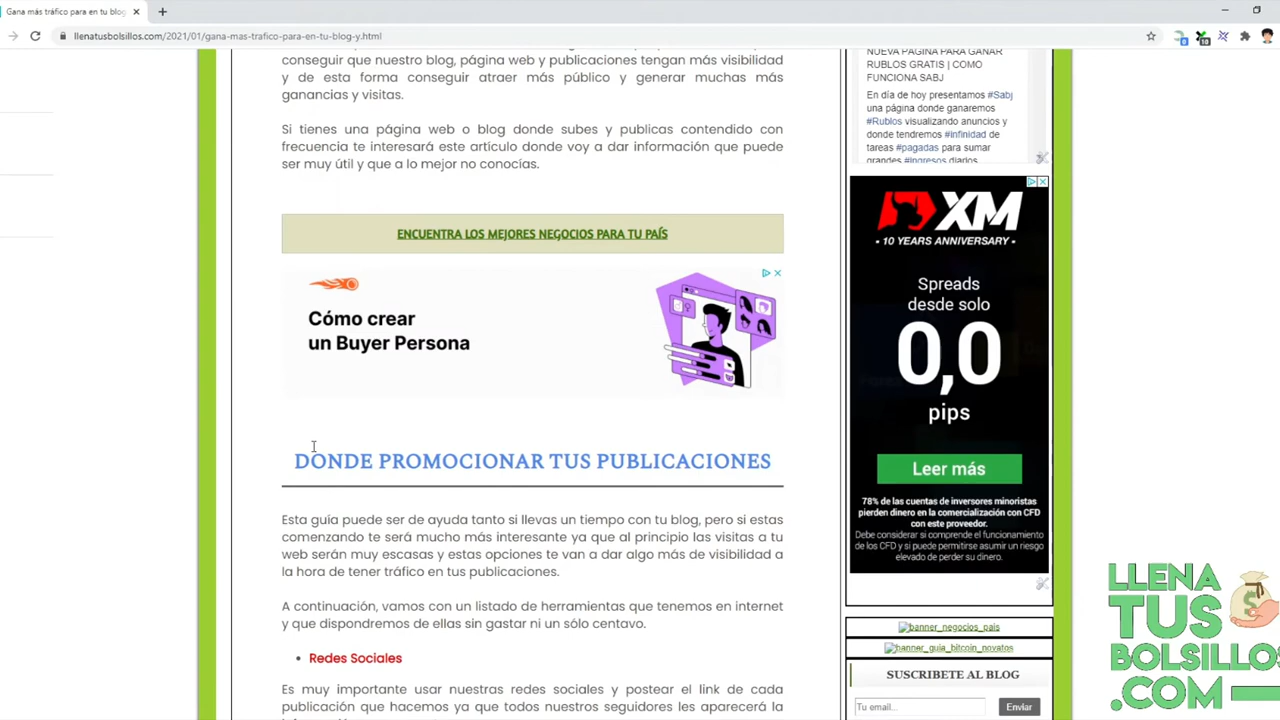 Gana más tráfico para en tu blog
llenatusbolsillos.com/2021/01/gana-mas-trafico-para-en-tu-blog-y.html
conseguir que nuestro blog, página web y publicaciones tengan más visibilidad
y de esta forma conseguir atraer más público y generar muchas más
ganancias y visitas.
Si tienes una página web o blog donde subes y publicas contendido con
frecuencia te interesará este artículo donde voy a dar información que puede
ser muy útil y que a lo mejor no conocías.
ENCUENTRA LOS MEJORES NEGOCIOS PARA TU PAÍS
Cómo crear
un Buyer Persona
DONDE PROMOCIONAR TUS PUBLICACIONES
Esta guía puede ser de ayuda tanto si llevas un tiempo con tu blog, pero si estas
comenzando te será mucho más interesante ya que al principio las visitas a tu
web serán muy escasas y estas opciones te van a dar algo más de visibilidad a
la hora de tener tráfico en tus publicaciones.
A continuación, vamos con un listado de herramientas que tenemos en internet
y que dispondremos de ellas sin gastar ni un sólo centavo.
• Redes Sociales
Es muy importante usar nuestras redes sociales y postear el link de cada
publicación que hacemos ya que todos nuestros seguidores les aparecerá la
NUEVA PAGINA PARA GANAR
RUBLOS GRATIS | COMO
FUNCIONA SABJ
En día de hoy presentamos #Sabj
una página donde ganaremos
#Rublos visualizando anuncios y
donde tendremos #infinidad de
tareas #pagadas para sumar
grandes #ingresos diarios
XM
• 10 YEARS ANNIVERSARY •
Spreads
desde solo
0,0
pips
Leer más
78% de las cuentas de inversores minoristas
pierden dinero en la comercialización con CFD
con este proveedor.
Debe considerar si comprende el funcionamiento
de los CFD y si puede permitirse asumir un riesgo
elevado de perder su dinero.
banner_negocios_pais
banner_guia_bitcoin_novatos
SUSCRIBETE AL BLOG
Tu email...
Enviar
LLENA
TUS
BOLSILLOS
.COM